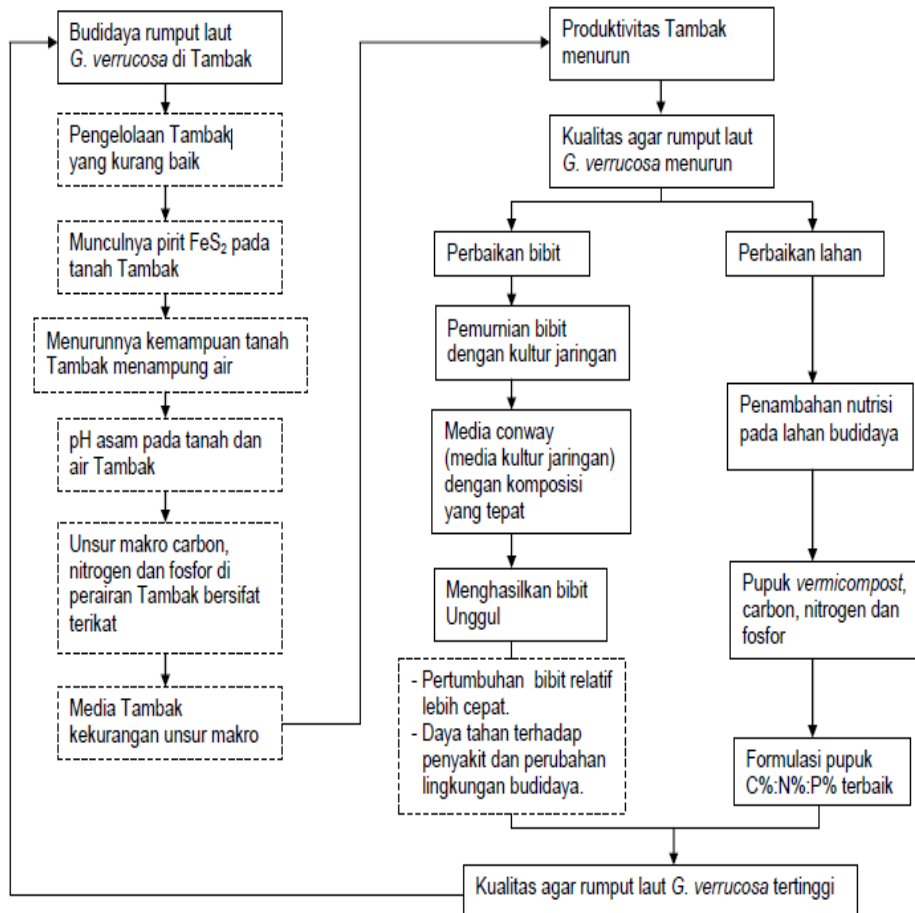 Budidaya rumput laut
G. verrucosa di Tambak
Pengelolaan Tambak
yang kurang baik
Munculnya pirit FeS₂ pada
tanah Tambak
Menurunnya kemampuan tanah
Tambak menampung air
pH asam pada tanah dan
air Tambak
Unsur makro carbon,
nitrogen dan fosfor di
perairan Tambak bersifat
terikat
Media Tambak
kekurangan unsur makro
Produktivitas Tambak
menurun
Kualitas agar rumput laut
G. verrucosa menurun
Perbaikan bibit
Pemurnian bibit
dengan kultur jaringan
Media conway
(media kultur jaringan)
dengan komposisi
yang tepat
Menghasilkan bibit
Unggul
- Pertumbuhan bibit relatif
lebih cepat.
- Daya tahan terhadap
penyakit dan perubahan
lingkungan budidaya.
Perbaikan lahan
Penambahan nutrisi
pada lahan budidaya
Pupuk vermicompost,
carbon, nitrogen dan
fosfor
Formulasi pupuk
C%:N%:P% terbaik
Kualitas agar rumput laut G. verrucosa tertinggi